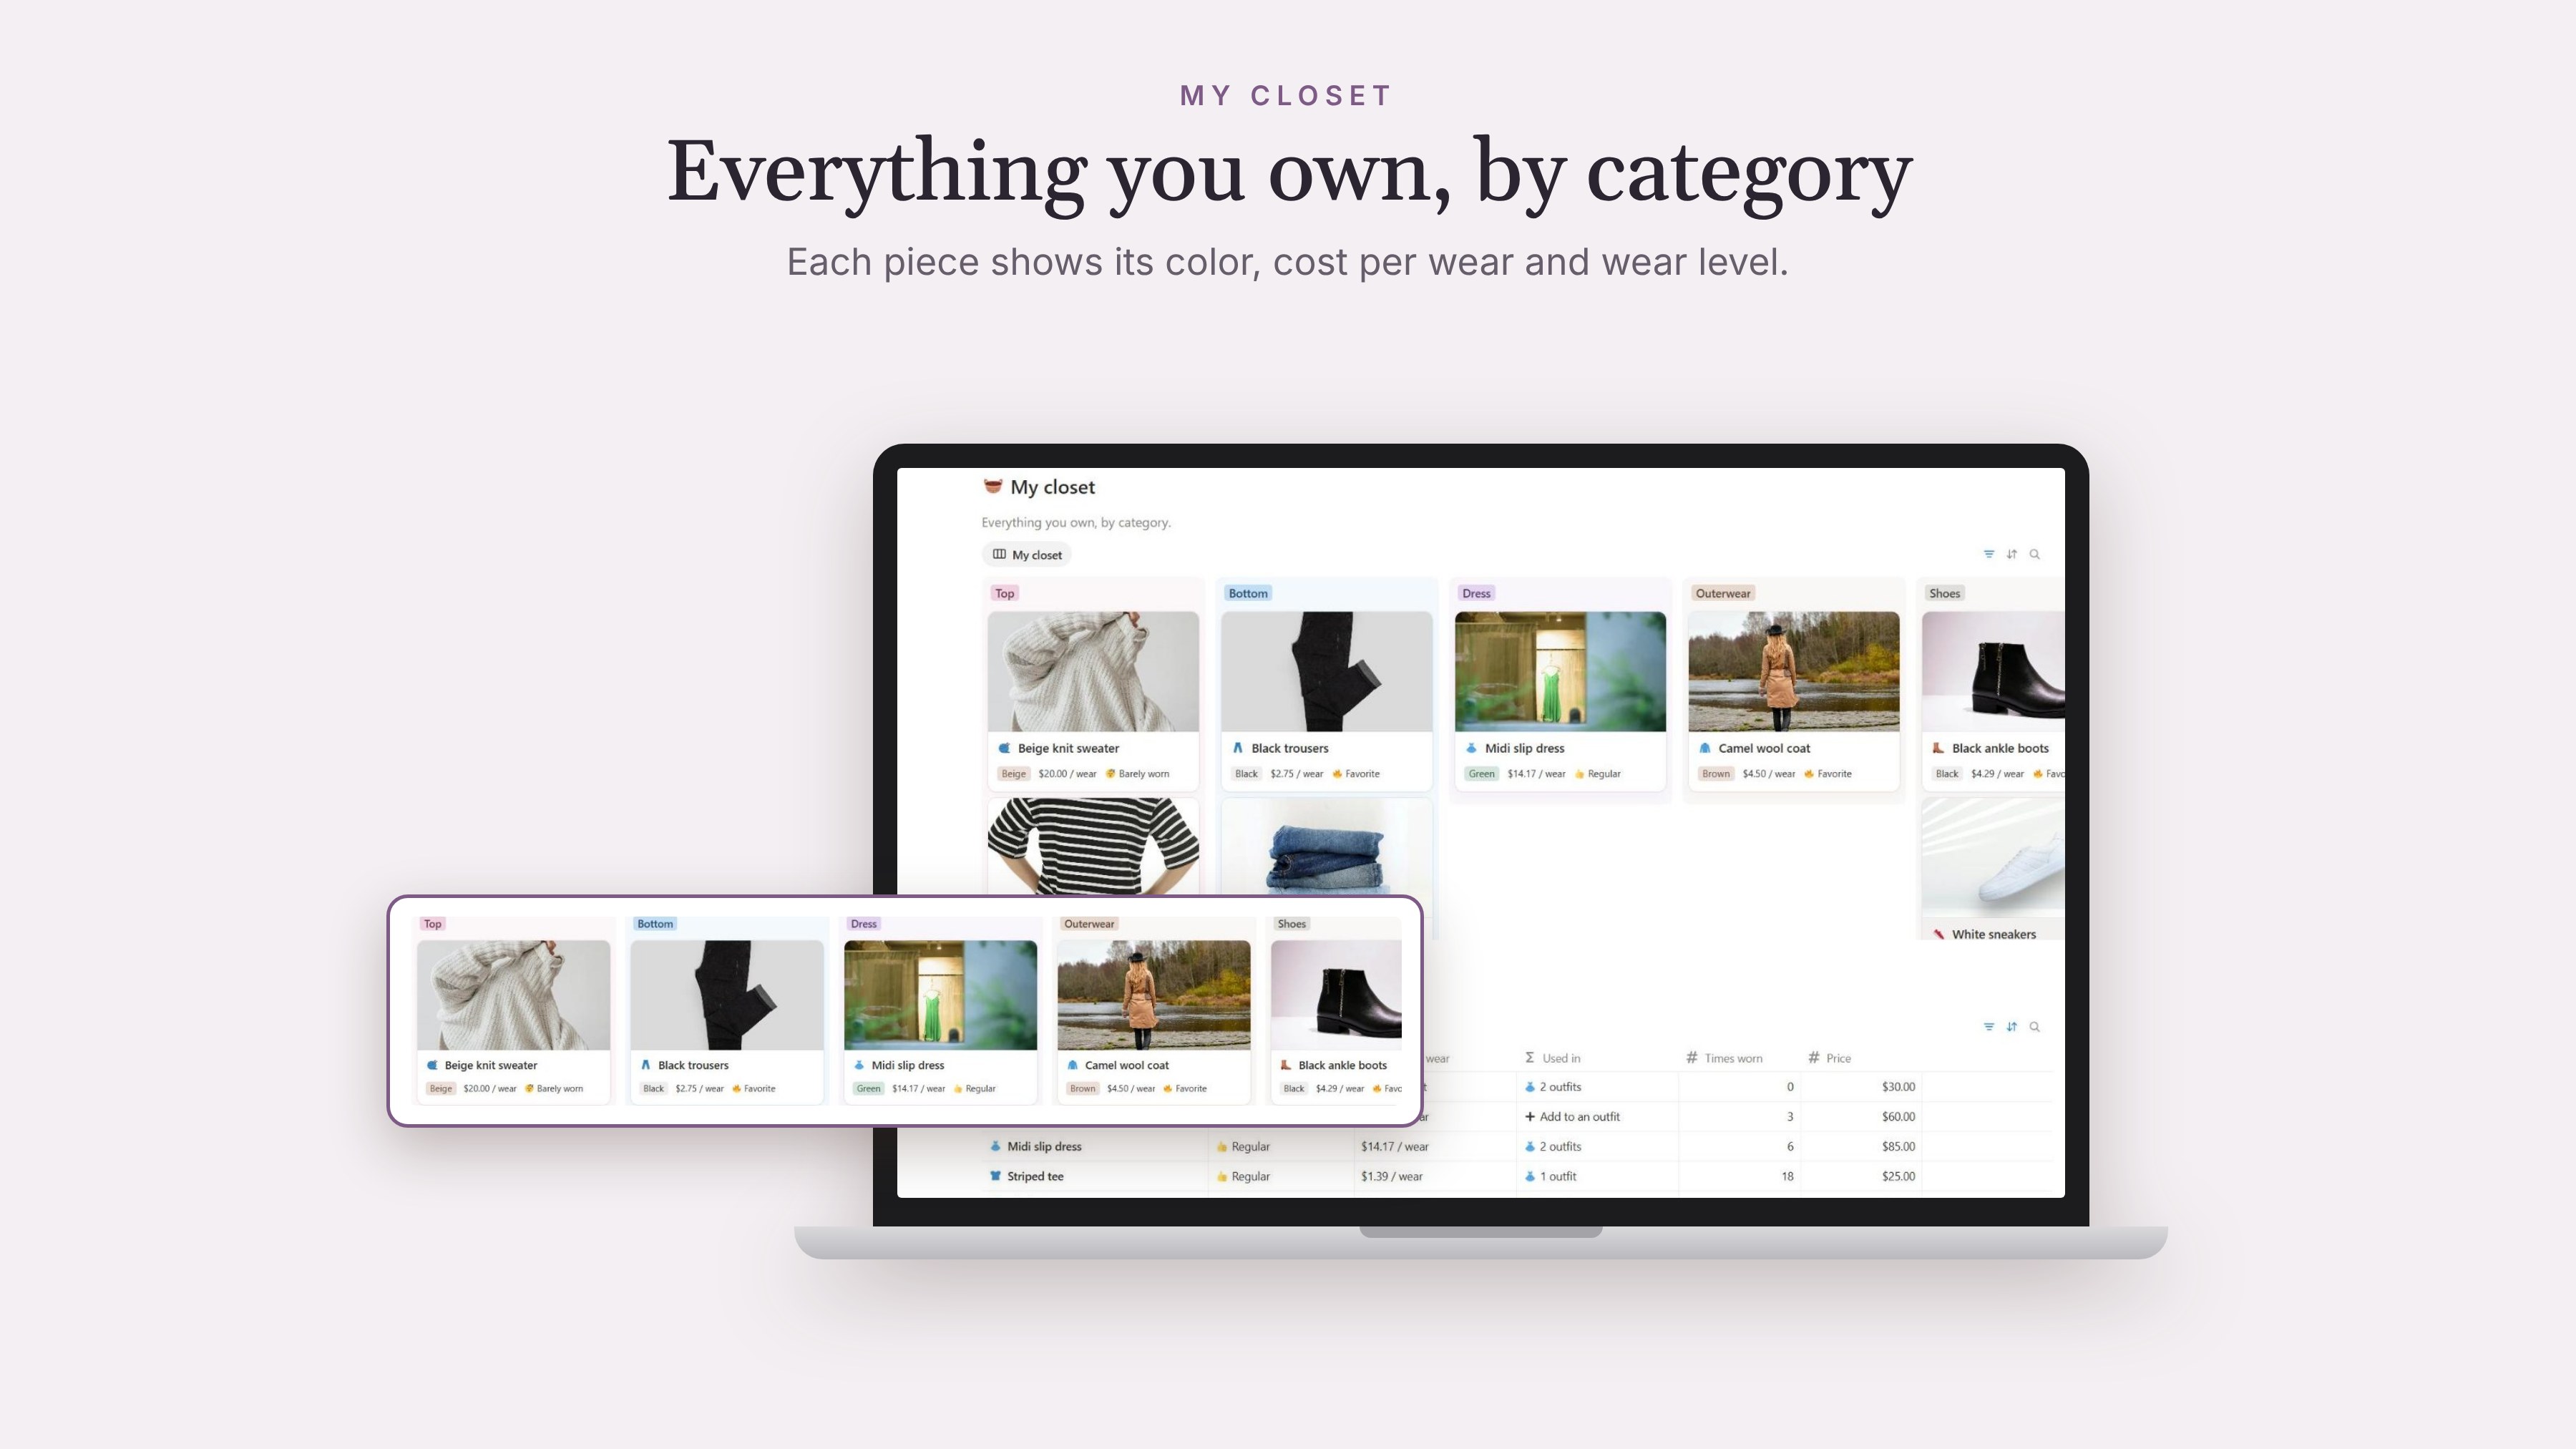 MY CLOSET
Everything you own, by category
Each piece shows its color, cost per wear and wear level.
My closet
Everything you own, by category.
My closet
Top
Bottom
Dress
Outerwear
Shoes
Beige knit sweater
Beige $20.00 / wear Barely worn
Black trousers
Black $2.75 / wear Favorite
Midi slip dress
Green $14.17 / wear Regular
Camel wool coat
Brown $4.50 / wear Favorite
Black ankle boots
Black $4.29 / wear Favo
White sneakers
Top
Bottom
Dress
Outerwear
Shoes
Beige knit sweater
Beige $20.00 / wear Barely worn
Black trousers
Black $2.75 / wear Favorite
Midi slip dress
Green $14.17 / wear Regular
Camel wool coat
Brown $4.50 / wear Favorite
Black ankle boots
Black $4.29 / wear Favc
wear Σ Used in # Times worn # Price
2 outfits 0 $30.00
+ Add to an outfit 3 $60.00
Midi slip dress Regular $14.17 / wear 2 outfits 6 $85.00
Striped tee Regular $1.39 / wear 1 outfit 18 $25.00